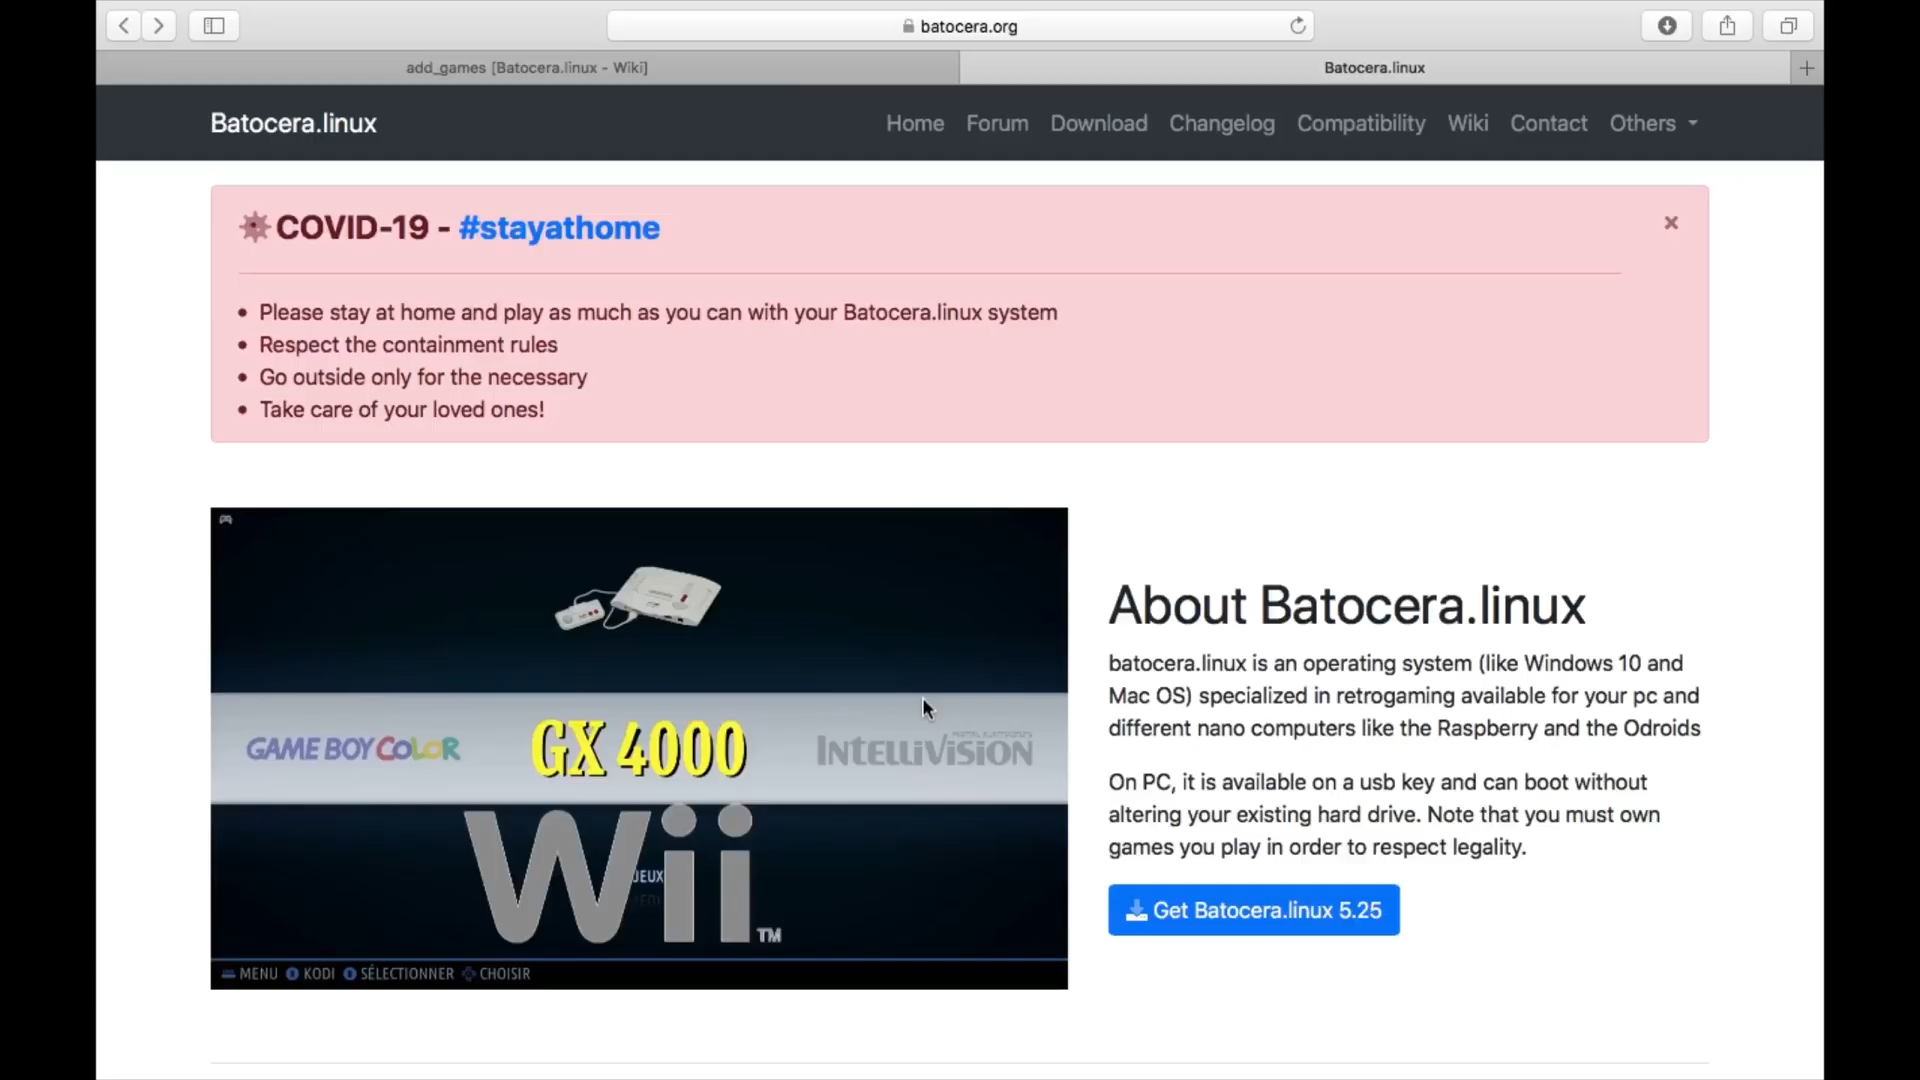 batocera.org
add_games [Batocera.linux - Wiki]
Batocera.linux
Batocera.linux
Home Forum Download Changelog Compatibility Wiki Contact Others
COVID-19 - #stayathome
Please stay at home and play as much as you can with your Batocera.linux system
Respect the containment rules
Go outside only for the necessary
Take care of your loved ones!
GAME BOY COLOR
GX 4000
INTELLIVISION
Wii TM
JEUX
MENU KODI SÉLECTIONNER CHOISIR
About Batocera.linux
batocera.linux is an operating system (like Windows 10 and
Mac OS) specialized in retrogaming available for your pc and
different nano computers like the Raspberry and the Odroids
On PC, it is available on a usb key and can boot without
altering your existing hard drive. Note that you must own
games you play in order to respect legality.
Get Batocera.linux 5.25